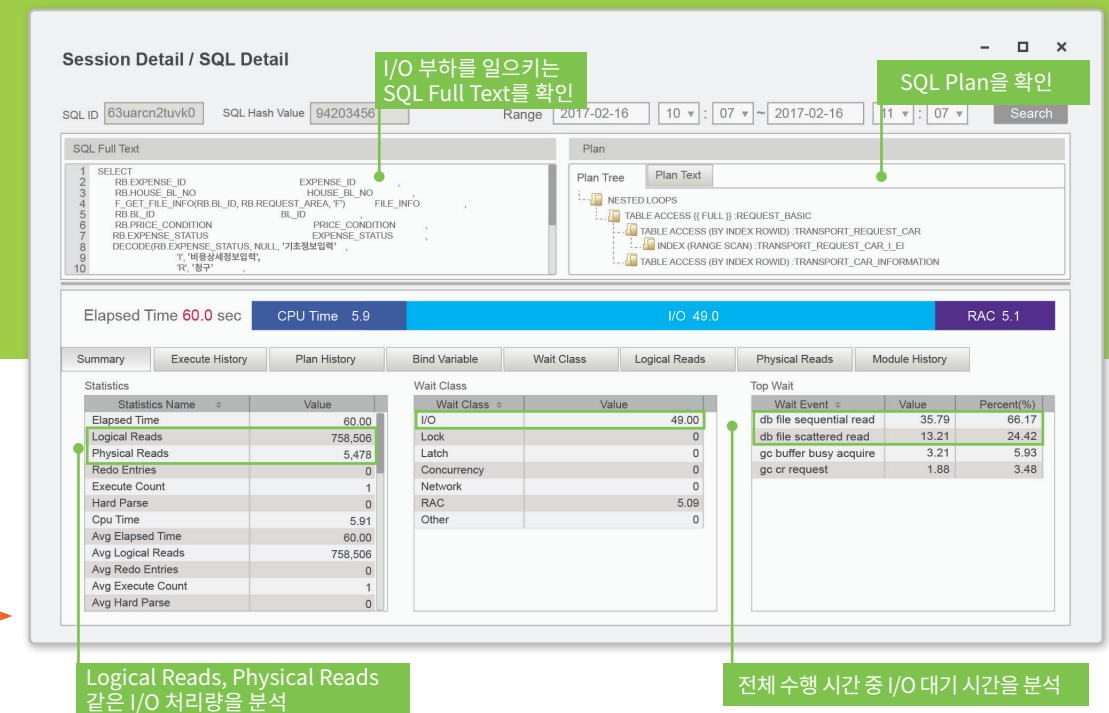 Session Detail / SQL Detail
I/O 부하를 일으키는
SQL Full Text를 확인
SQL Plan을 확인
SQL ID 63uarcn2tuvk0 SQL Hash Value 94203456 Range 2017-02-16 10 : 07 ~ 2017-02-16 11 : 07 Search
SQL Full Text
1 SELECT
2 RB.EXPENSE_ID EXPENSE_ID ,
3 RB.HOUSE_BL_NO HOUSE_BL_NO ,
4 F_GET_FILE_INFO(RB.BL_ID, RB.REQUEST_AREA, 'F') FILE_INFO ,
5 RB.BL_ID BL_ID ,
6 RB.PRICE_CONDITION PRICE_CONDITION ,
7 RB.EXPENSE_STATUS EXPENSE_STATUS ,
8 DECODE(RB.EXPENSE_STATUS, NULL, '기초정보입력' ,
9 'I', '비용상세정보입력',
10 'R', '청구' ,
Plan
Plan Tree Plan Text
NESTED LOOPS
TABLE ACCESS (( FULL )) :REQUEST_BASIC
TABLE ACCESS (BY INDEX ROWID) :TRANSPORT_REQUEST_CAR
INDEX (RANGE SCAN) :TRANSPORT_REQUEST_CAR_I_EI
TABLE ACCESS (BY INDEX ROWID) :TRANSPORT_CAR_INFORMATION
Elapsed Time 60.0 sec CPU Time 5.9 I/O 49.0 RAC 5.1
Summary Execute History Plan History Bind Variable Wait Class Logical Reads Physical Reads Module History
Statistics
Statistics Name Value
Elapsed Time 60.00
Logical Reads 758,506
Physical Reads 5,478
Redo Entries 0
Execute Count 1
Hard Parse 0
Cpu Time 5.91
Avg Elapsed Time 60.00
Avg Logical Reads 758,506
Avg Redo Entries 0
Avg Execute Count 1
Avg Hard Parse 0
Wait Class
Wait Class Value
I/O 49.00
Lock 0
Latch 0
Concurrency 0
Network 0
RAC 5.09
Other 0
Top Wait
Wait Event Value Percent(%)
db file sequential read 35.79 66.17
db file scattered read 13.21 24.42
gc buffer busy acquire 3.21 5.93
gc cr request 1.88 3.48
Logical Reads, Physical Reads
같은 I/O 처리량을 분석
전체 수행 시간 중 I/O 대기 시간을 분석